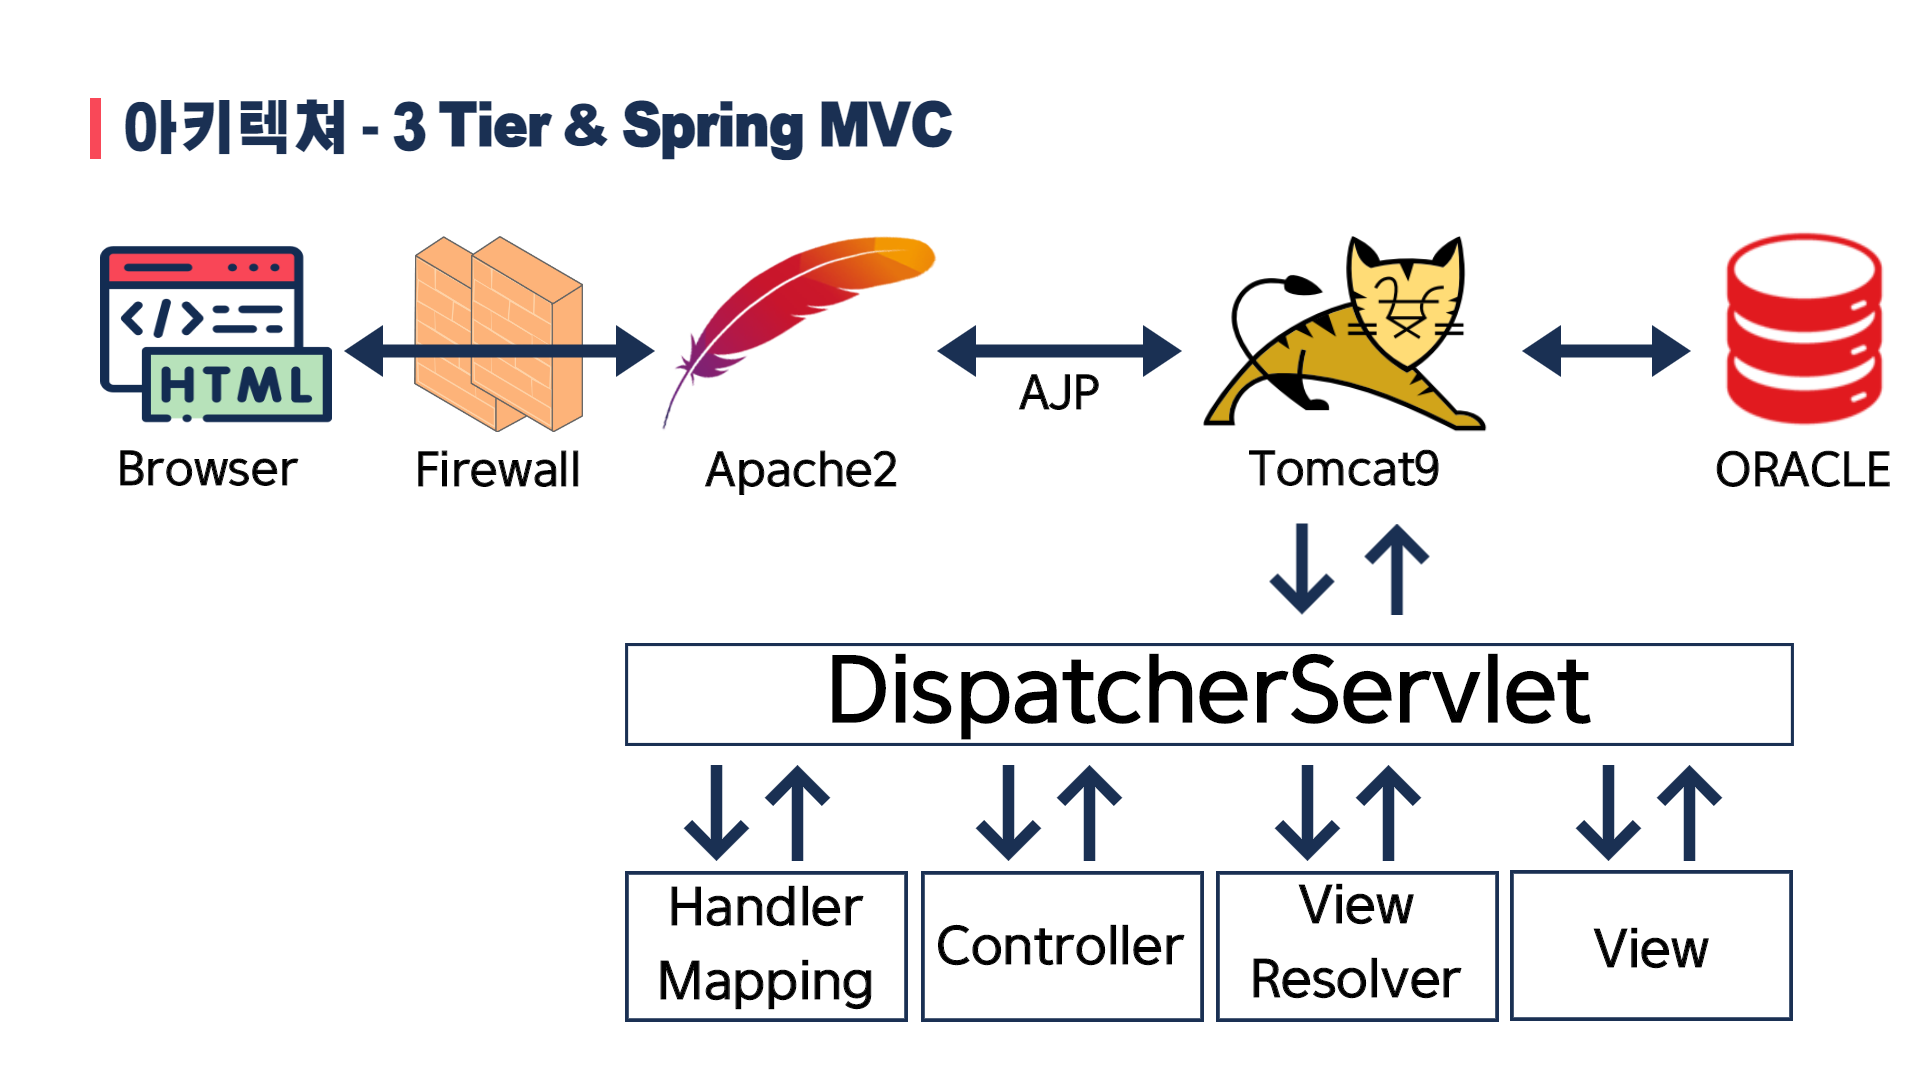 아키텍쳐 - 3 Tier & Spring MVC
</>
HTML
AJP
Browser
Firewall
Apache2
Tomcat9
ORACLE
DispatcherServlet
Handler
Mapping
Controller
View
Resolver
View